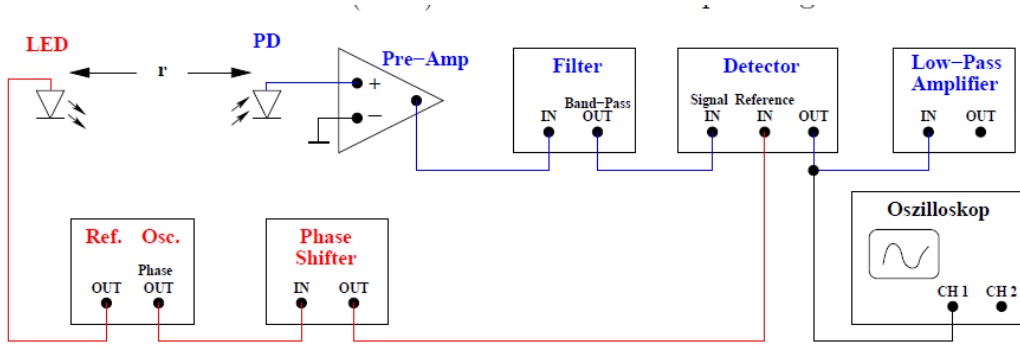 LED
r
PD
Pre−Amp
+
−
Filter
Band−Pass
IN OUT
Detector
Signal Reference
IN IN OUT
Low−Pass
Amplifier
IN OUT
Ref. Osc.
Phase
OUT OUT
Phase
Shifter
IN OUT
Oszilloskop
CH 1 CH 2